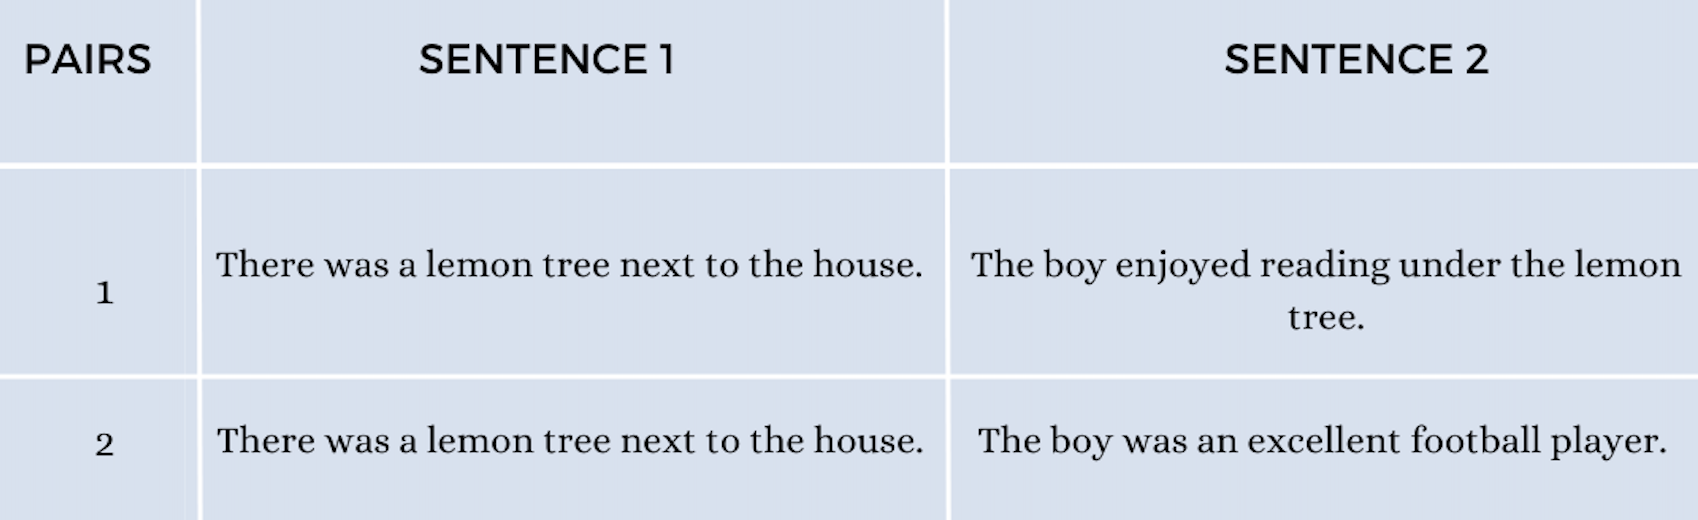 PAIRS SENTENCE 1 SENTENCE 2
1 There was a lemon tree next to the house. The boy enjoyed reading under the lemon
tree.
2 There was a lemon tree next to the house. The boy was an excellent football player.